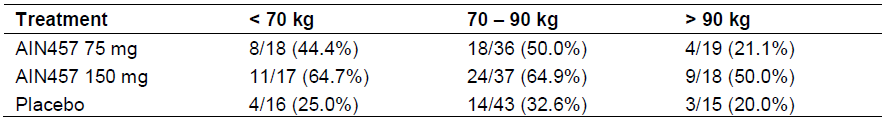 Treatment < 70 kg 70 – 90 kg > 90 kg
AIN457 75 mg 8/18 (44.4%) 18/36 (50.0%) 4/19 (21.1%)
AIN457 150 mg 11/17 (64.7%) 24/37 (64.9%) 9/18 (50.0%)
Placebo 4/16 (25.0%) 14/43 (32.6%) 3/15 (20.0%)